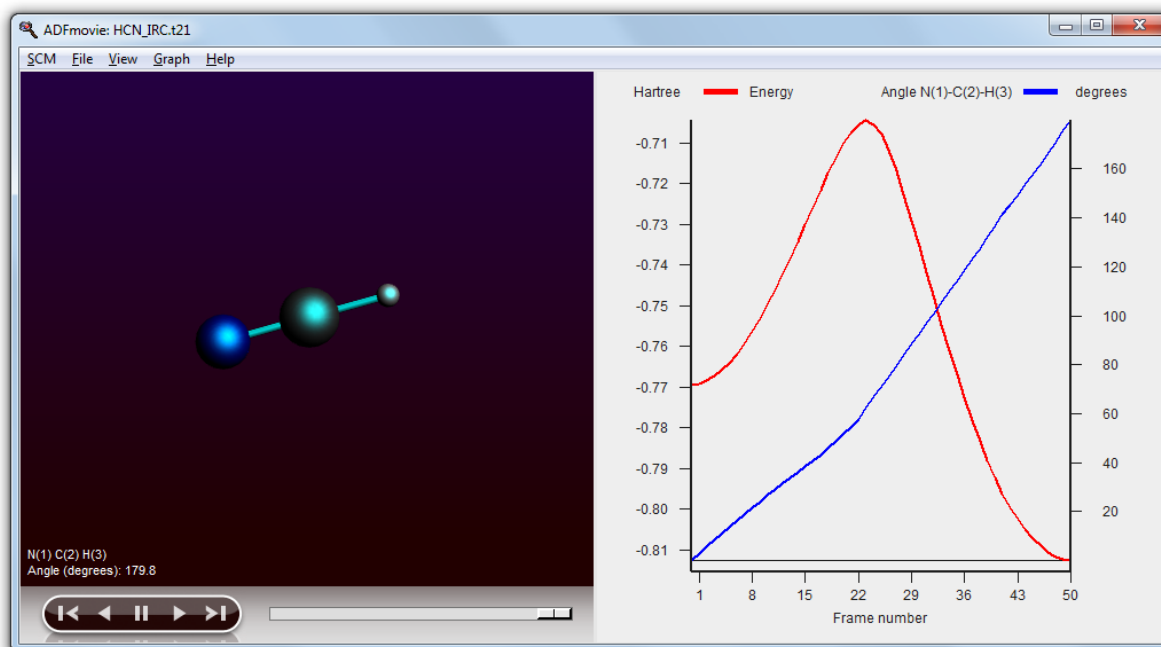 ADFmovie: HCN_IRC.t21
SCM File View Graph Help
N(1) C(2) H(3)
Angle (degrees): 179.8
Hartree Energy Angle N(1)-C(2)-H(3) degrees
-0.71
-0.72
-0.73
-0.74
-0.75
-0.76
-0.77
-0.78
-0.79
-0.80
-0.81
160
140
120
100
80
60
40
20
1 8 15 22 29 36 43 50
Frame number